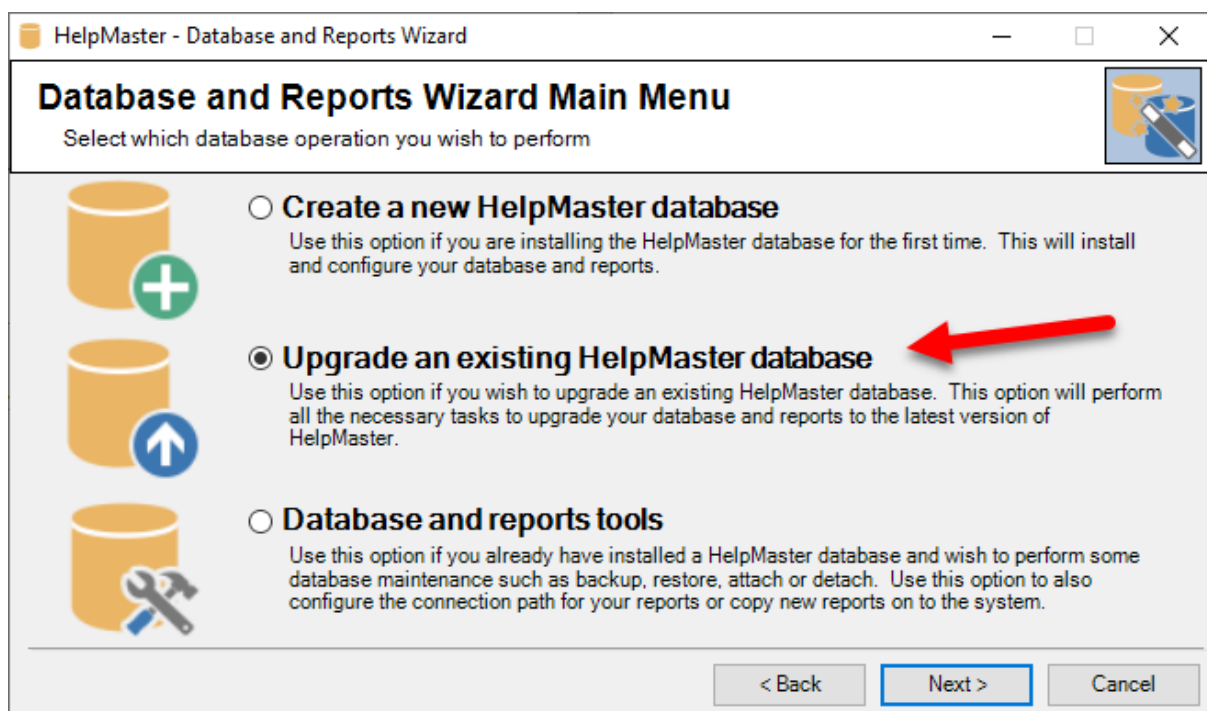 HelpMaster - Database and Reports Wizard
Database and Reports Wizard Main Menu
Select which database operation you wish to perform
Create a new HelpMaster database
Use this option if you are installing the HelpMaster database for the first time.  This will install
and configure your database and reports.
Upgrade an existing HelpMaster database
Use this option if you wish to upgrade an existing HelpMaster database.  This option will perform
all the necessary tasks to upgrade your database and reports to the latest version of
HelpMaster.
Database and reports tools
Use this option if you already have installed a HelpMaster database and wish to perform some
database maintenance such as backup, restore, attach or detach.  Use this option to also
configure the connection path for your reports or copy new reports on to the system.
< Back Next > Cancel